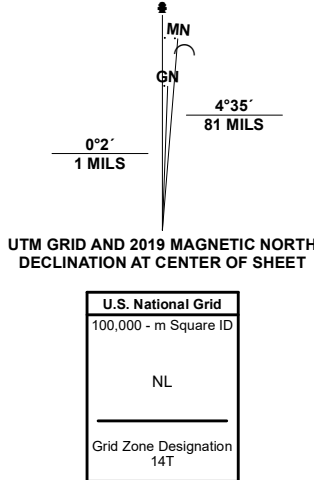 MN
GN
4°35´
81 MILS
0°2´
1 MILS
UTM GRID AND 2019 MAGNETIC NORTH
DECLINATION AT CENTER OF SHEET
U.S. National Grid
100,000 - m Square ID
NL
Grid Zone Designation
14T